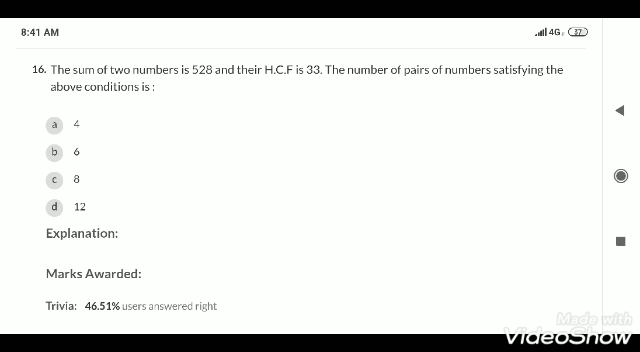 8:41 AM
4G
37
16. The sum of two numbers is 528 and their H.C.F is 33. The number of pairs of numbers satisfying the
above conditions is :
a 4
b 6
c 8
d 12
Explanation:
Marks Awarded:
Trivia: 46.51% users answered right
Made with
VideoShow